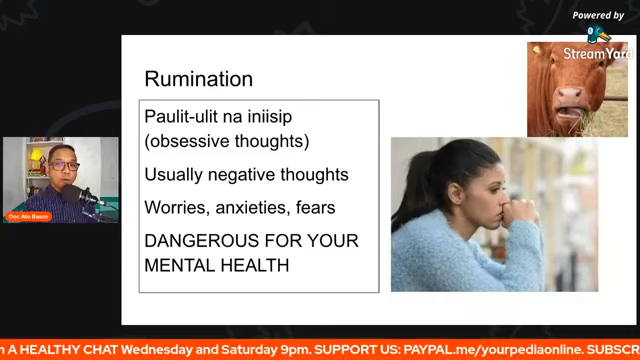 Powered by
StreamYard
Rumination
Paulit-ulit na iniisip
(obsessive thoughts)
Usually negative thoughts
Worries, anxieties, fears
DANGEROUS FOR YOUR
MENTAL HEALTH
Doc Ato Basco
A HEALTHY CHAT Wednesday and Saturday 9pm. SUPPORT US: PAYPAL.me/yourpediaonline. SUBSCR